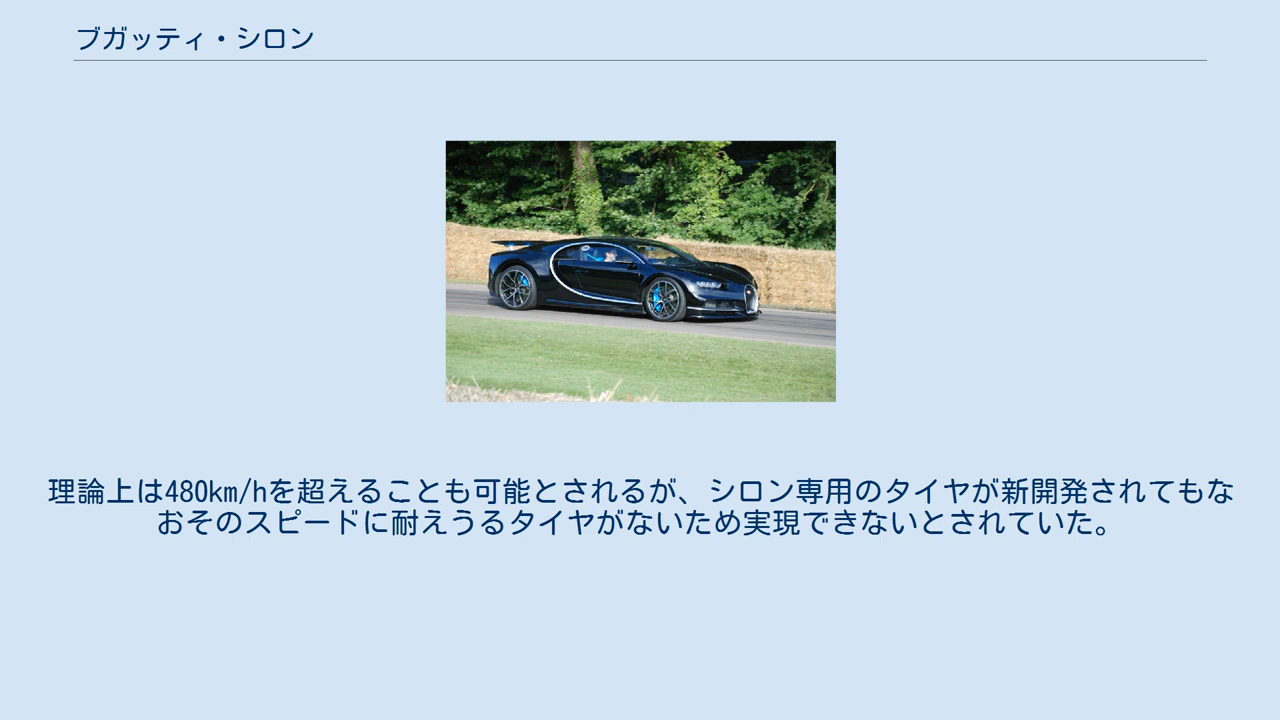 ブガッティ・シロン
理論上は480km/hを超えることも可能とされるが、シロン専用のタイヤが新開発されてもな
おそのスピードに耐えうるタイヤがないため実現できないとされていた。